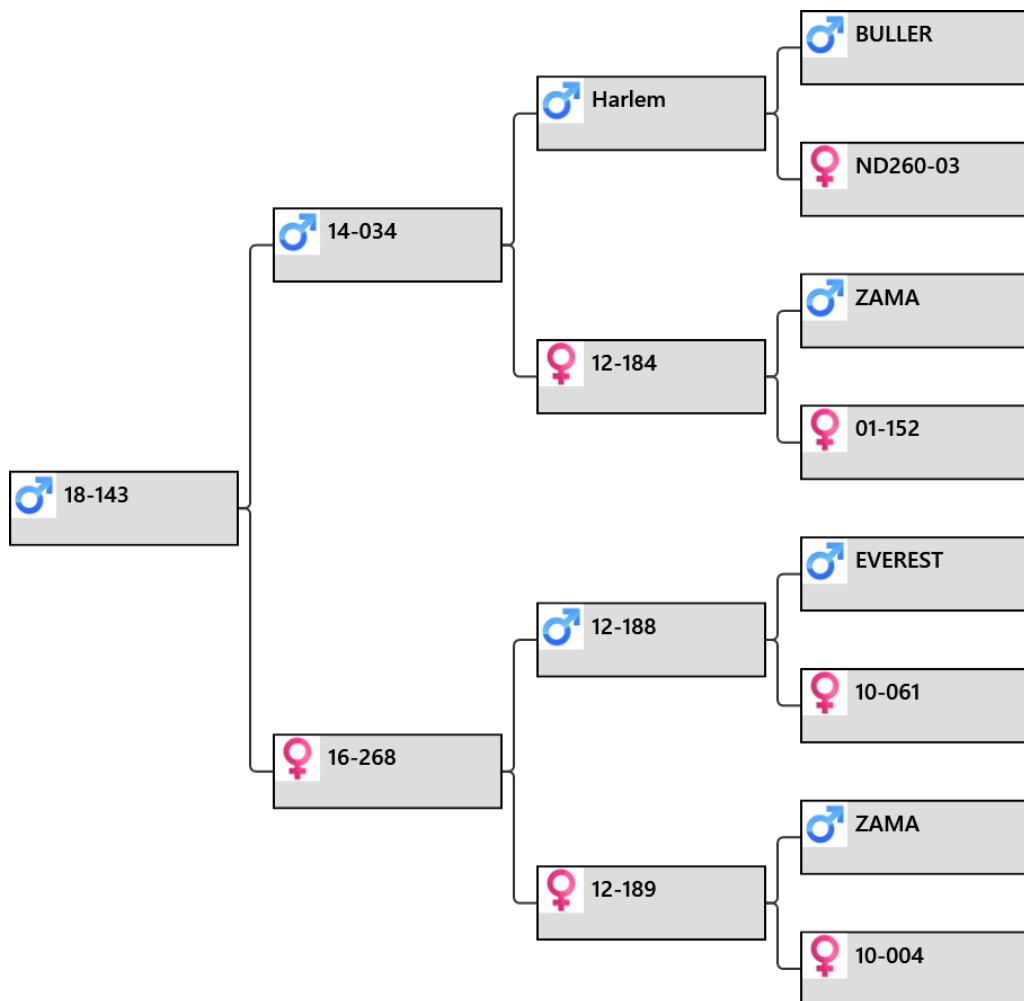 BULLER
Harlem
ND260-03
14-034
ZAMA
12-184
01-152
18-143
EVEREST
12-188
10-061
16-268
ZAMA
12-189
10-004